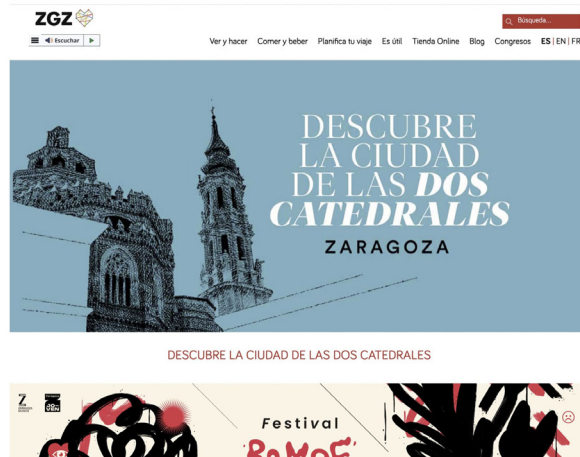 ZGZ
Escuchar
Búsqueda...
Ver y hacer Comer y beber Planifica tu viaje Es útil Tienda Online Blog Congresos ES | EN | FR
DESCUBRE
LA CIUDAD
DE LAS DOS
CATEDRALES
ZARAGOZA
DESCUBRE LA CIUDAD DE LAS DOS CATEDRALES
Festival